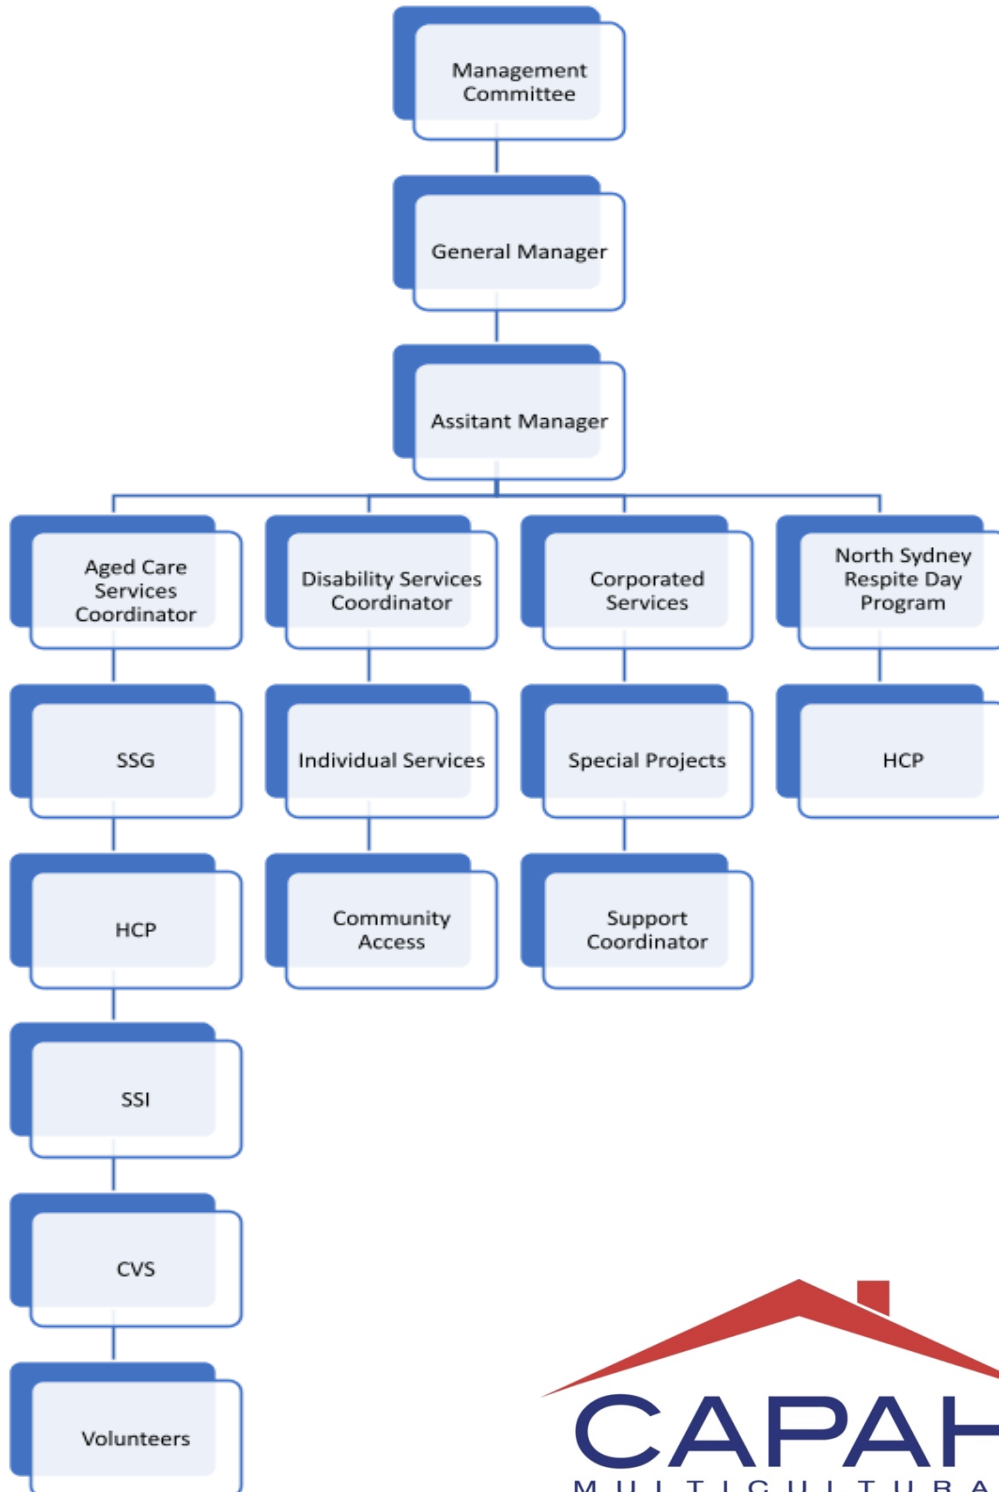 Management
Committee
General Manager
Assitant Manager
Aged Care
Services
Coordinator
Disability Services
Coordinator
Corporated
Services
North Sydney
Respite Day
Program
SSG
Individual Services
Special Projects
HCP
HCP
Community
Access
Support
Coordinator
SSI
CVS
Volunteers
CAPAH
MULTICULTURA